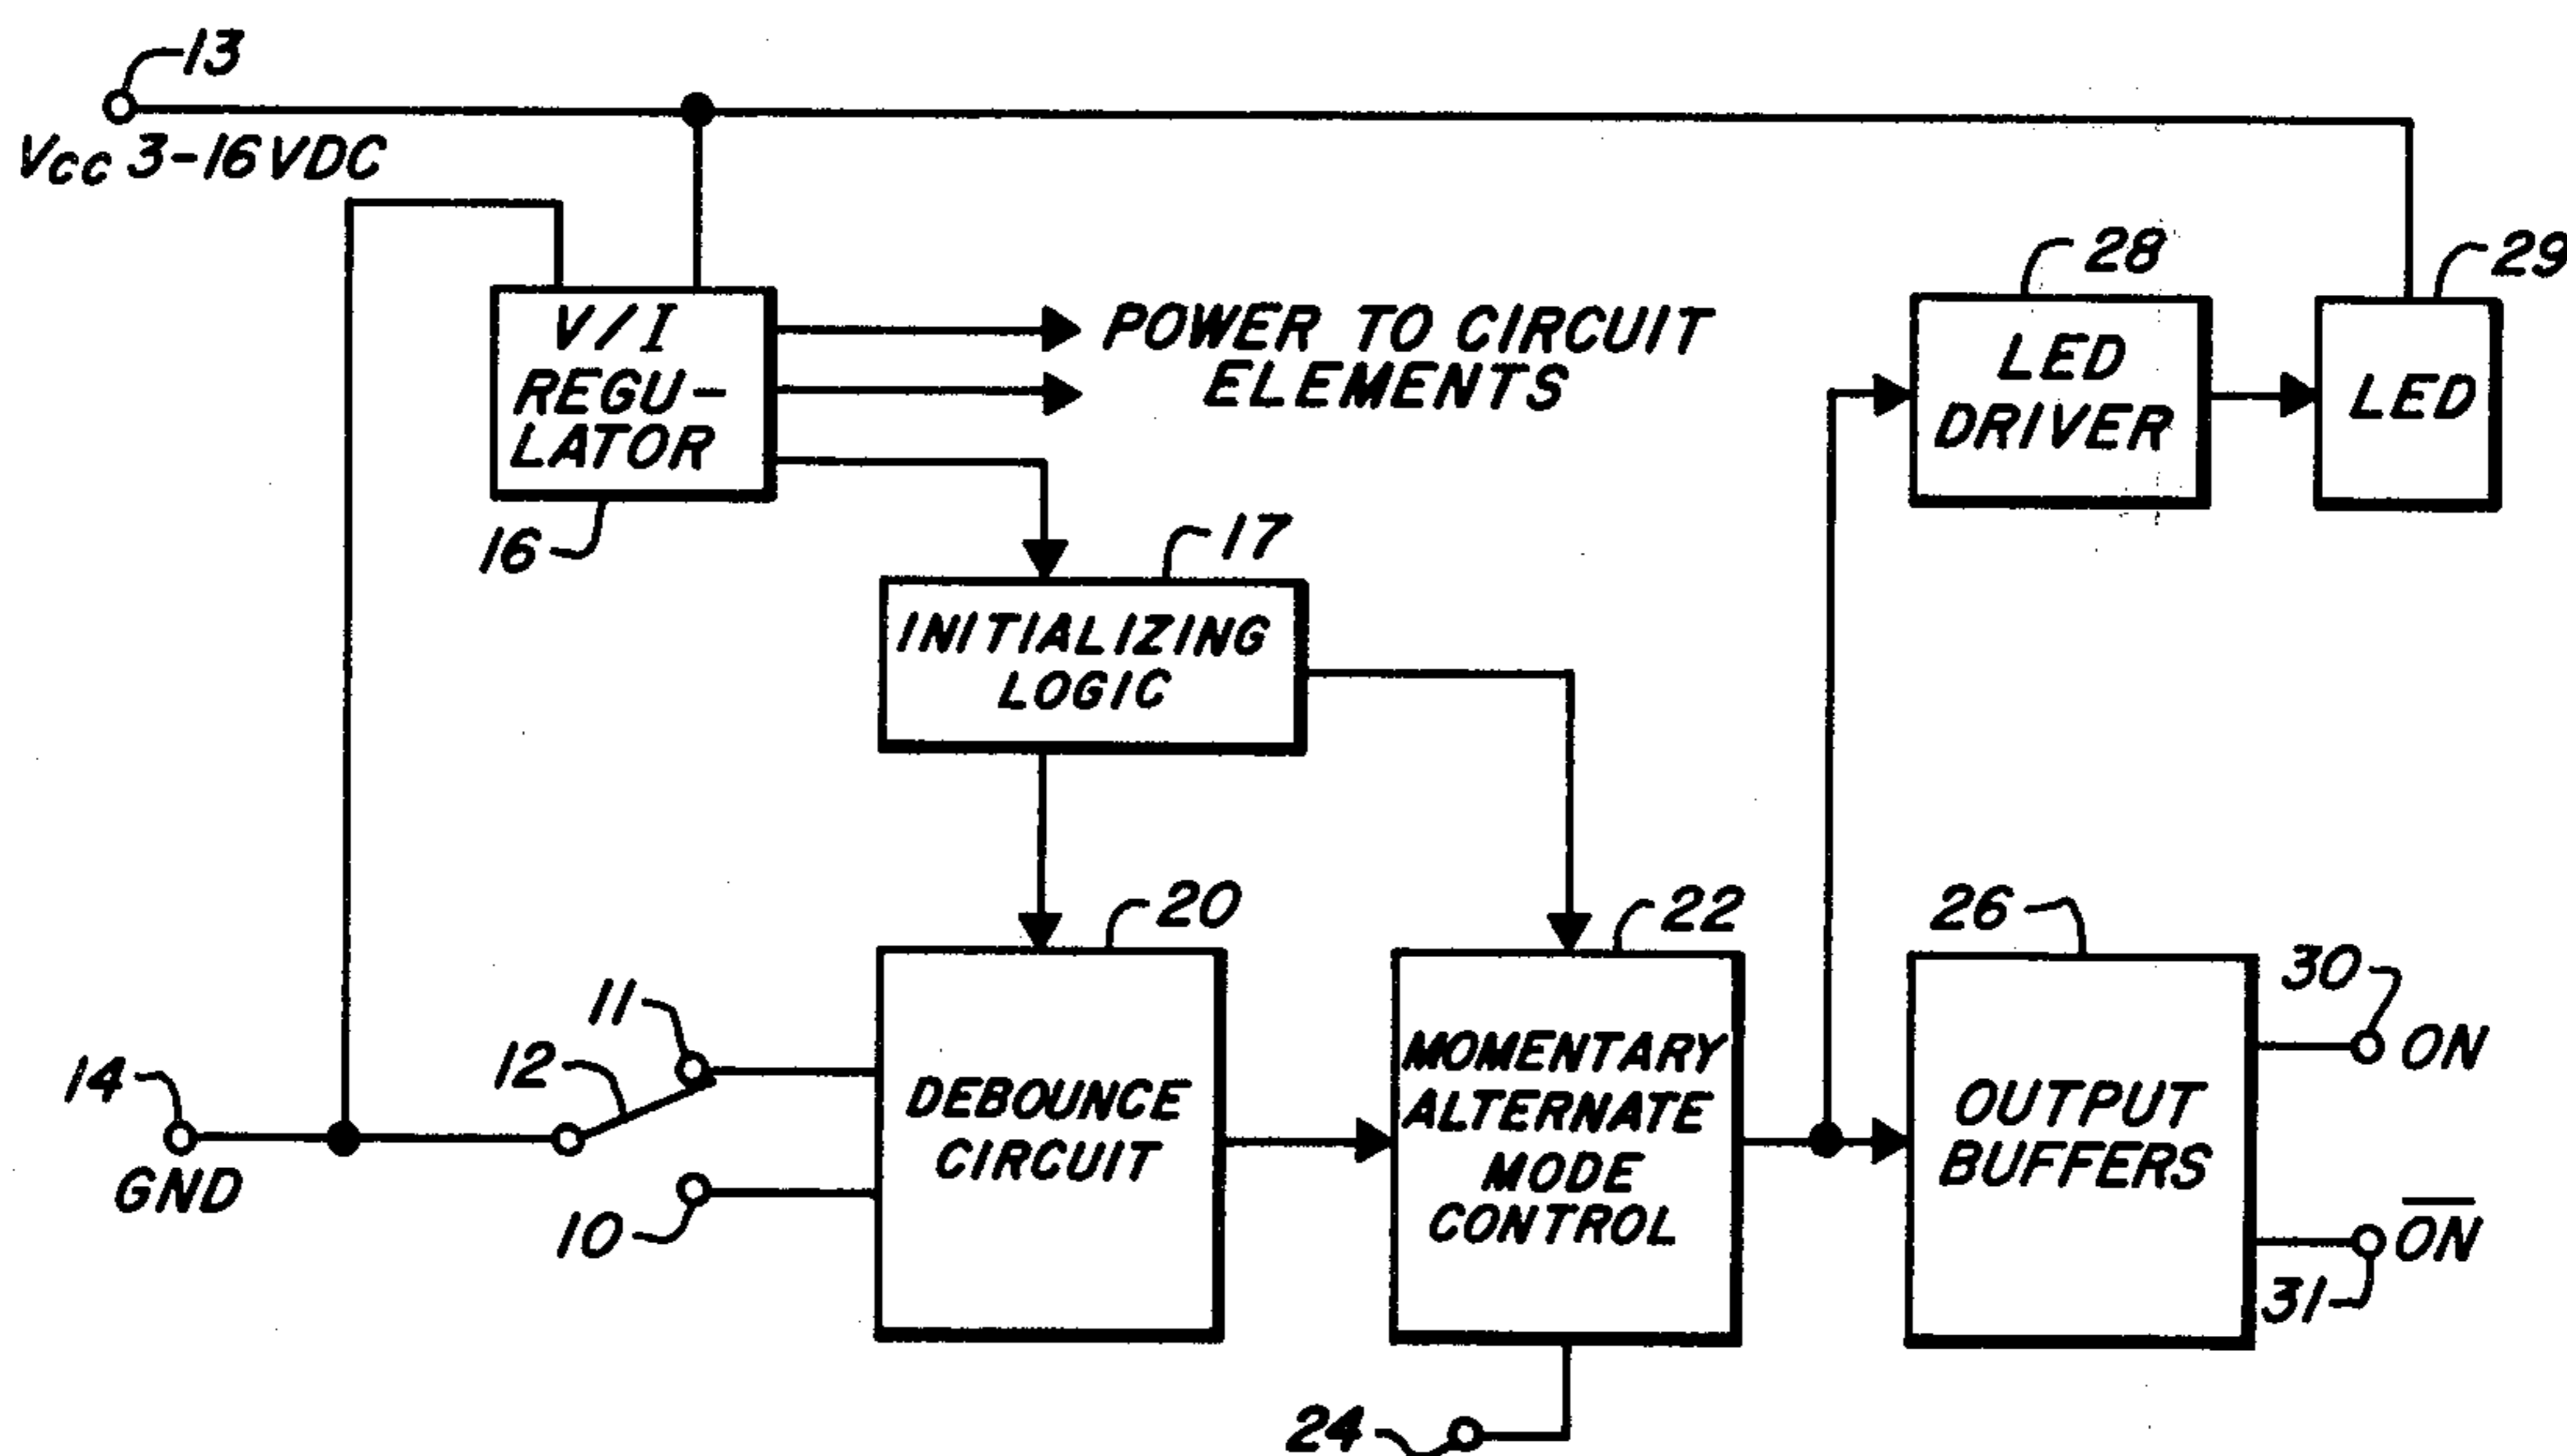 13
Vcc 3-16VDC
V/I
REGU-
LATOR
16
POWER TO CIRCUIT
ELEMENTS
28
LED
DRIVER
29
LED
17
INITIALIZING
LOGIC
14
GND
12
11
10
20
DEBOUNCE
CIRCUIT
22
MOMENTARY
ALTERNATE
MODE
CONTROL
24
26
OUTPUT
BUFFERS
30
ON
O̅N̅
31